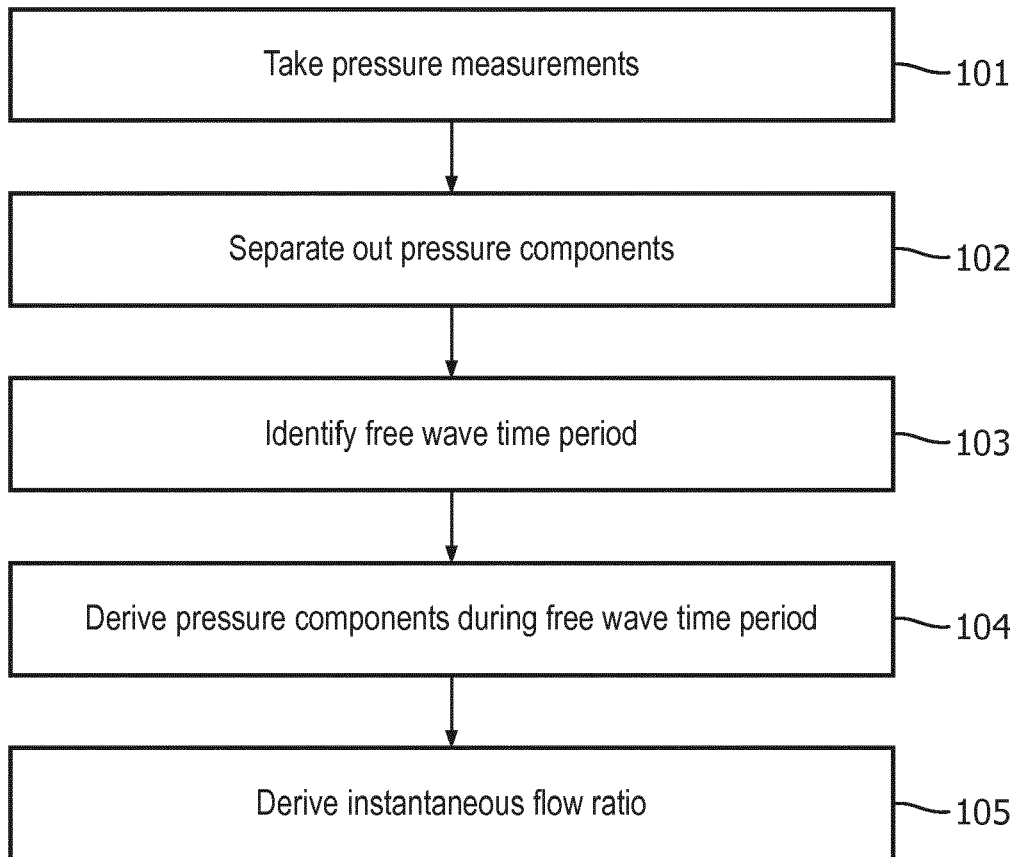 Take pressure measurements
101
Separate out pressure components
102
Identify free wave time period
103
Derive pressure components during free wave time period
104
Derive instantaneous flow ratio
105